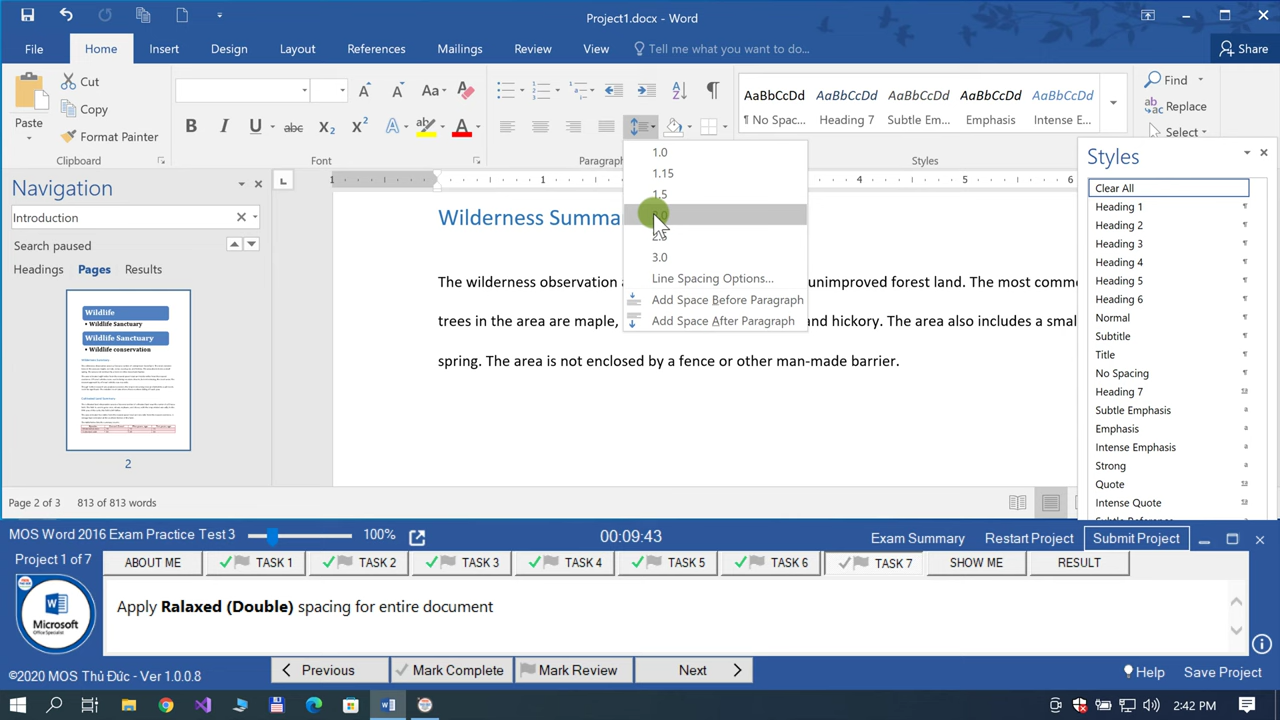 Project1.docx - Word
File Home Insert Design Layout References Mailings Review View Tell me what you want to do... Share
Paste
Cut
Copy
Format Painter
Clipboard
Font
Paragraph
AaBbCcDd AaBbCcDd AaBbCcDd AaBbCcDd AaBbCcDd
¶ No Spac... Heading 7 Subtle Em... Emphasis Intense E...
Styles
Find
Replace
Select
1.0
1.15
1.5
3.0
Line Spacing Options...
Add Space Before Paragraph
Add Space After Paragraph
Navigation
Introduction
Search paused
Headings Pages Results
Wildlife
• Wildlife Sanctuary
Wildlife Sanctuary
• Wildlife conservation
2
1 1 4 5 6
Wilderness Summa
The wilderness observation a unimproved forest land. The most comm
trees in the area are maple, and hickory. The area also includes a smal
spring. The area is not enclosed by a fence or other man-made barrier.
Styles
Clear All
Heading 1
Heading 2
Heading 3
Heading 4
Heading 5
Heading 6
Normal
Subtitle
Title
No Spacing
Heading 7
Subtle Emphasis
Emphasis
Intense Emphasis
Strong
Quote
Intense Quote
Page 2 of 3 813 of 813 words
MOS Word 2016 Exam Practice Test 3 100% 00:09:43 Exam Summary Restart Project Submit Project
Project 1 of 7 ABOUT ME TASK 1 TASK 2 TASK 3 TASK 4 TASK 5 TASK 6 TASK 7 SHOW ME RESULT
Apply Ralaxed (Double) spacing for entire document
Word
Microsoft
Office Specialist
©2020 MOS Thủ Đức - Ver 1.0.8
Previous Mark Complete Mark Review Next Help Save Project
2:42 PM